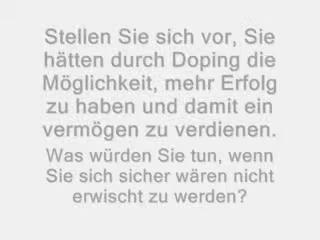 Stellen Sie sich vor, Sie
hätten durch Doping die
Möglichkeit, mehr Erfolg
zu haben und damit ein
vermögen zu verdienen.
Was würden Sie tun, wenn
Sie sich sicher wären nicht
erwischt zu werden?